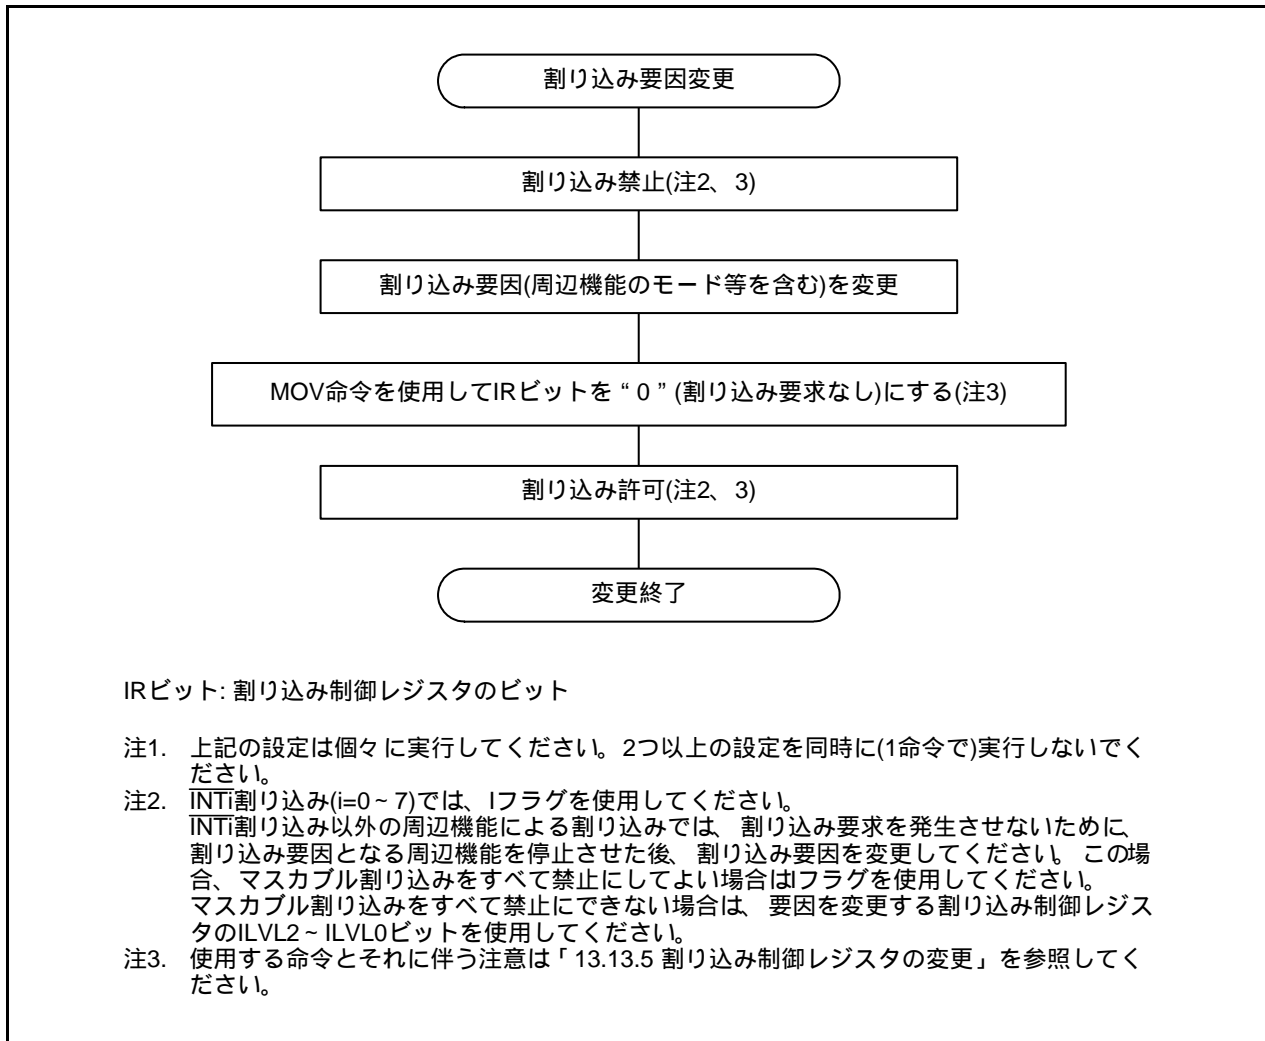 割り込み要因変更
割り込み禁止(注2、3)
割り込み要因(周辺機能のモード等を含む)を変更
MOV命令を使用してIRビットを“0”(割り込み要求なし)にする(注3)
割り込み許可(注2、3)
変更終了
IRビット: 割り込み制御レジスタのビット
注1. 上記の設定は個々に実行してください。2つ以上の設定を同時に(1命令で)実行しないでく
ださい。
注2. INTi割り込み(i=0~7)では、Iフラグを使用してください。
INTi割り込み以外の周辺機能による割り込みでは、割り込み要求を発生させないために、
割り込み要因となる周辺機能を停止させた後、割り込み要因を変更してください。この場
合、マスカブル割り込みをすべて禁止にしてよい場合はIフラグを使用してください。
マスカブル割り込みをすべて禁止にできない場合は、要因を変更する割り込み制御レジス
タのILVL2~ILVL0ビットを使用してください。
注3. 使用する命令とそれに伴う注意は「13.13.5 割り込み制御レジスタの変更」を参照してく
ださい。